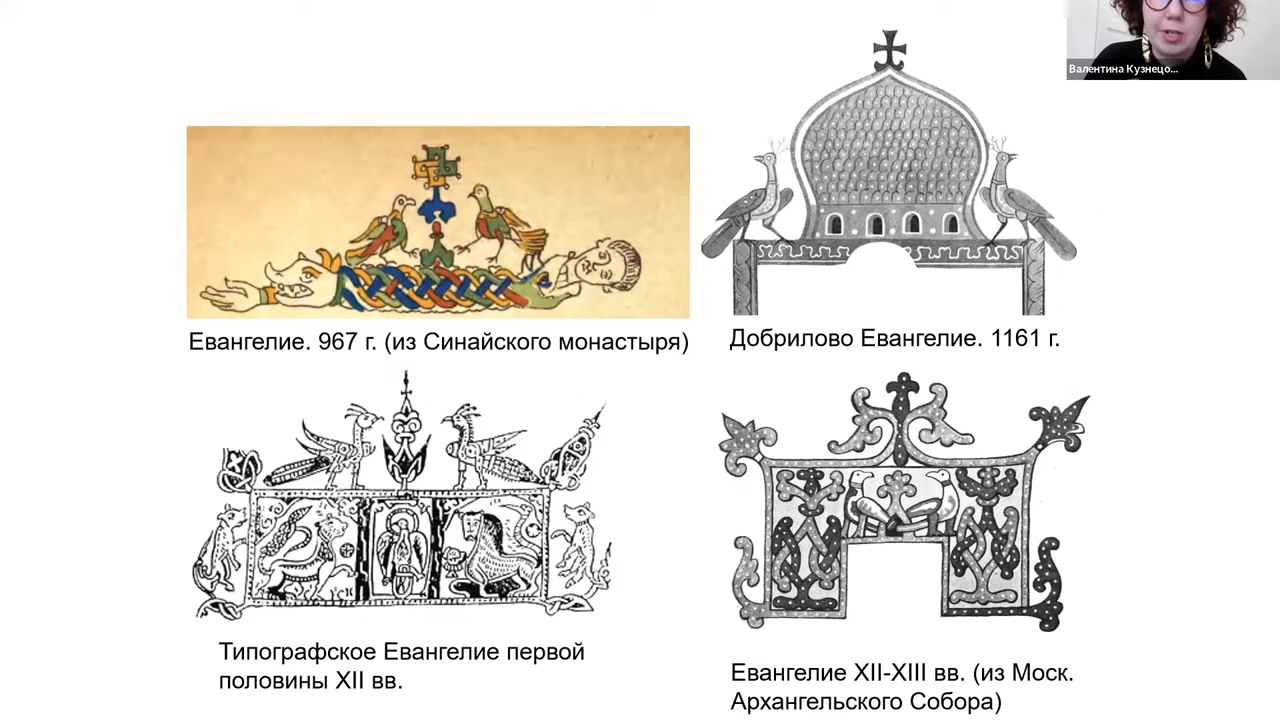 Валентина Кузнецо...
Евангелие. 967 г. (из Синайского монастыря)
Добрилово Евангелие. 1161 г.
Типографское Евангелие первой
половины XII вв.
Евангелие XII-XIII вв. (из Моск.
Архангельского Собора)